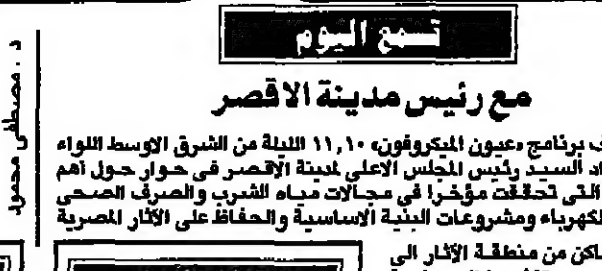 تسمع اليوم
مع رئيس مدينة الاقصر
برنامج «عيون الميكروفون» ١١,١٠ الليلة من الشرق الاوسط اللواء
السيد رئيس المجلس الاعلى لمدينة الاقصر فى حوار حول أهم
التى تحققت مؤخرا فى مجالات مياه الشرب والصرف الصحى
الكهرباء ومشروعات البنية الاساسية والحفاظ على الآثار المصرية
من منطقة الآثار الى
د . مصطفى محمود